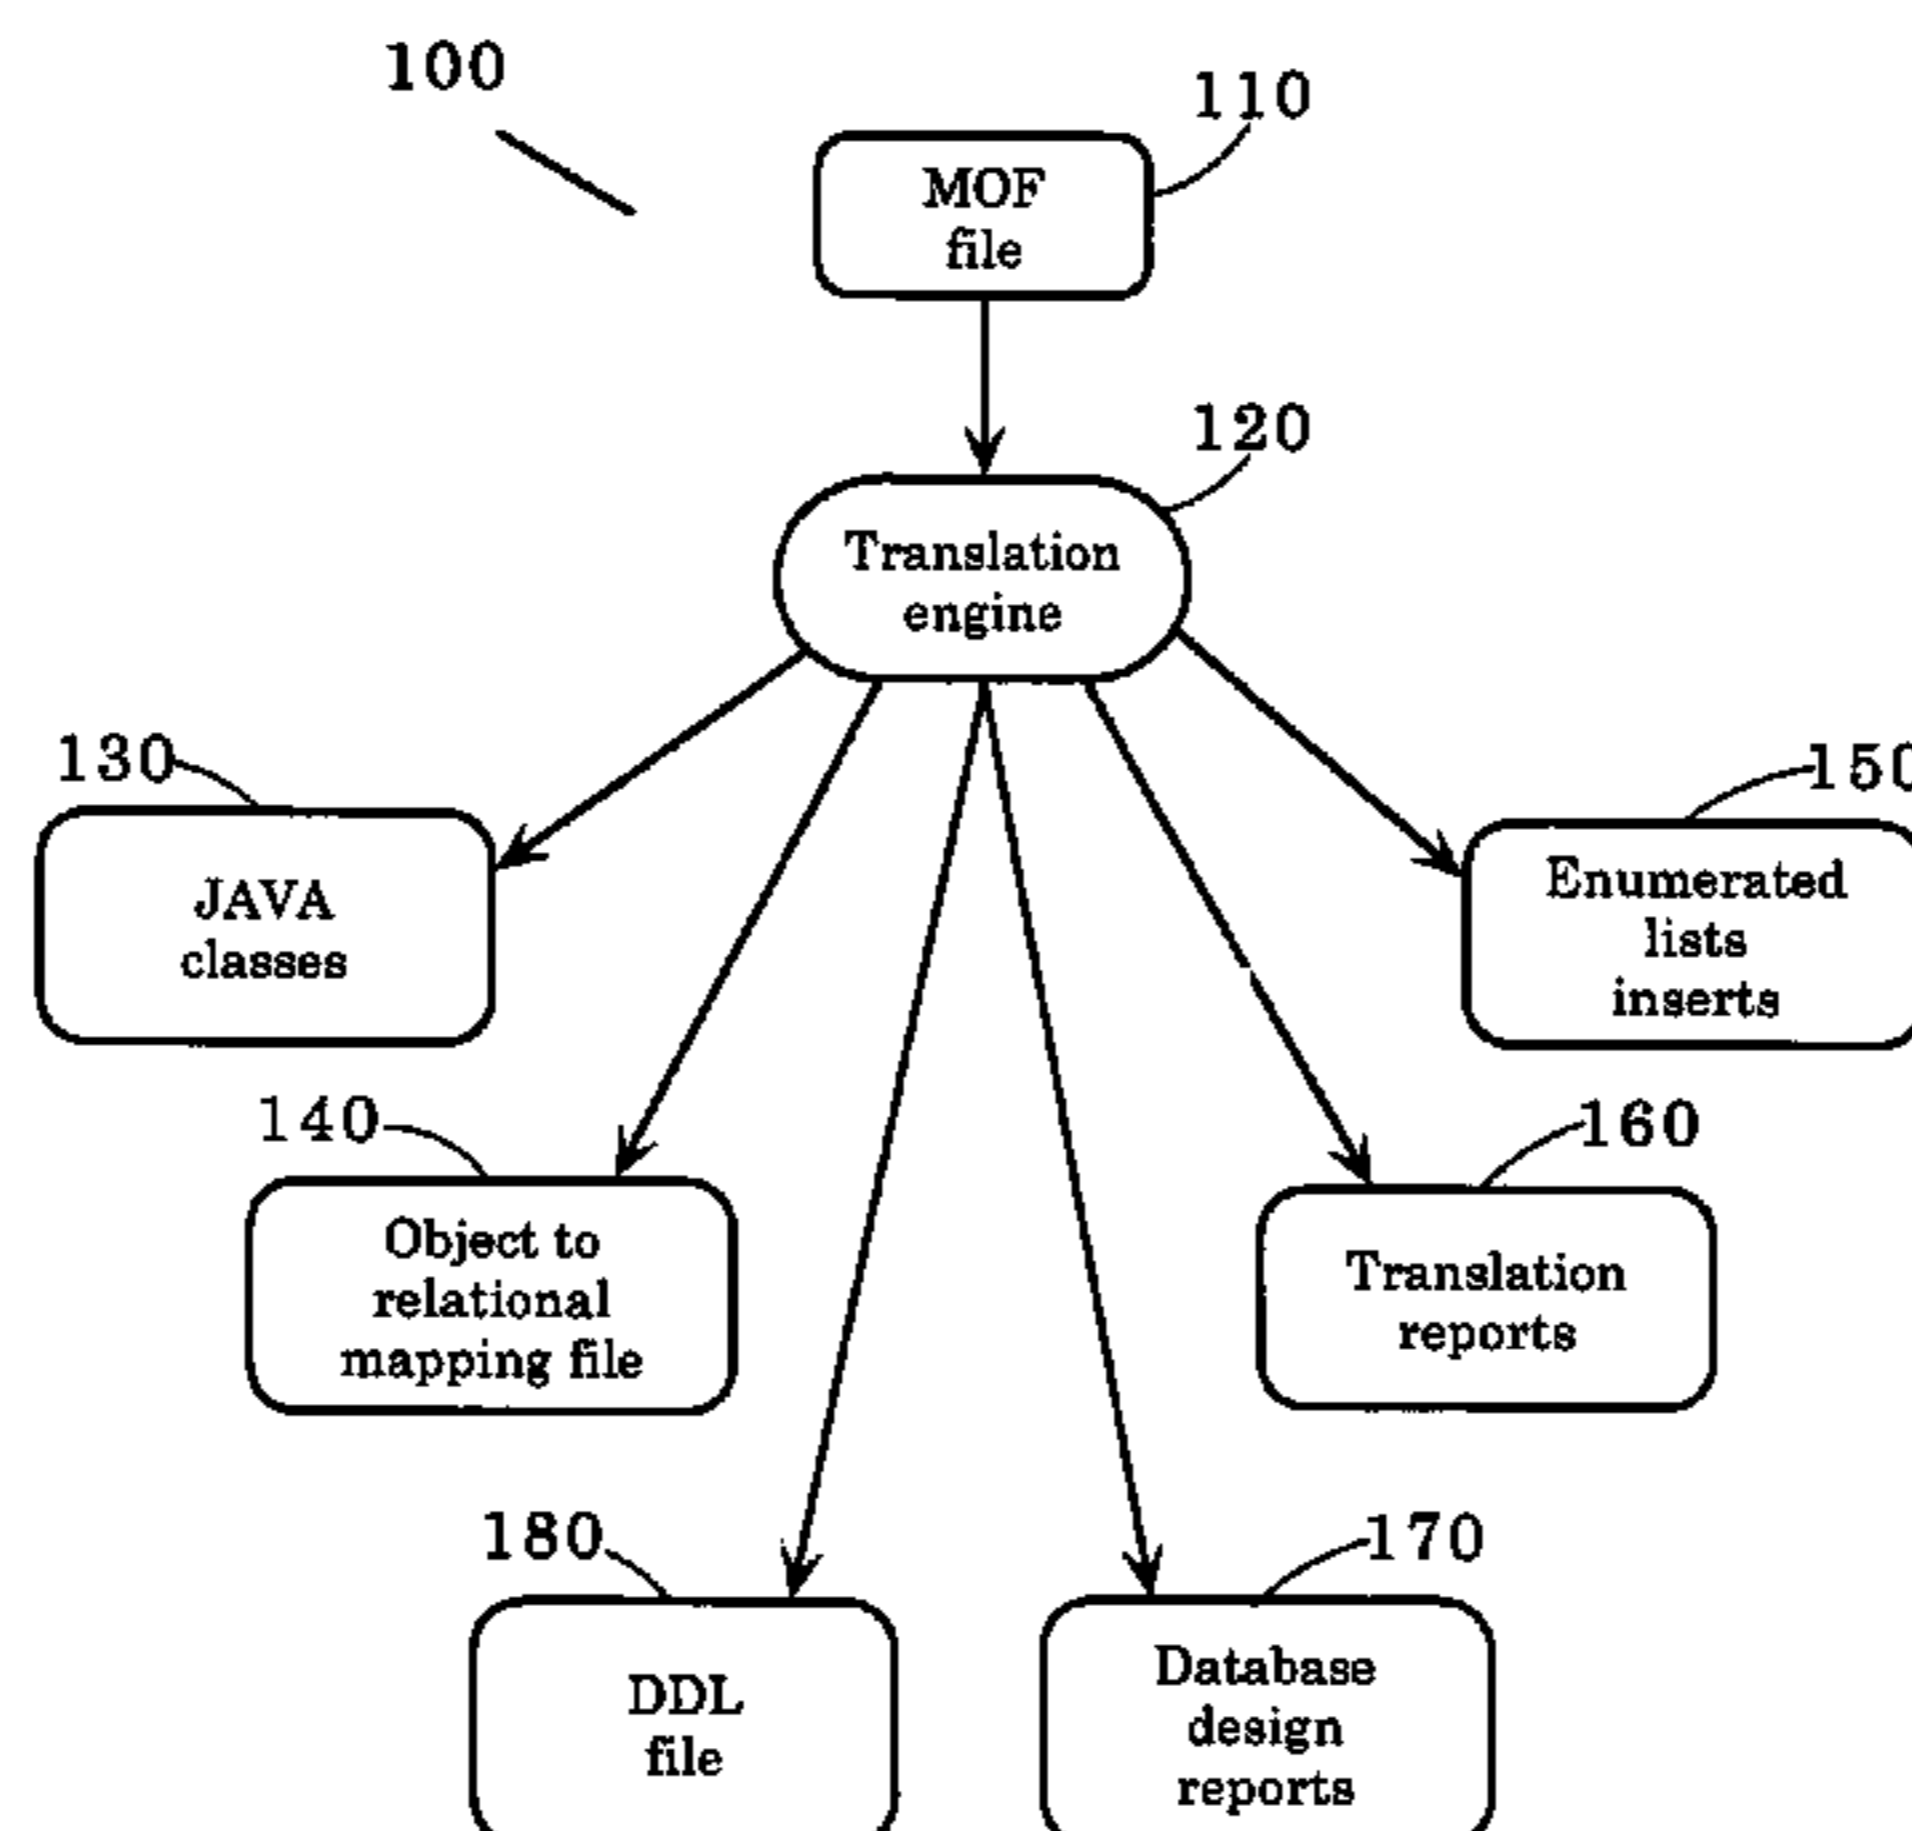 100
110
MOF
file
120
Translation
engine
130
JAVA
classes
150
Enumerated
lists
inserts
140
Object to
relational
mapping file
160
Translation
reports
180
DDL
file
170
Database
design
reports